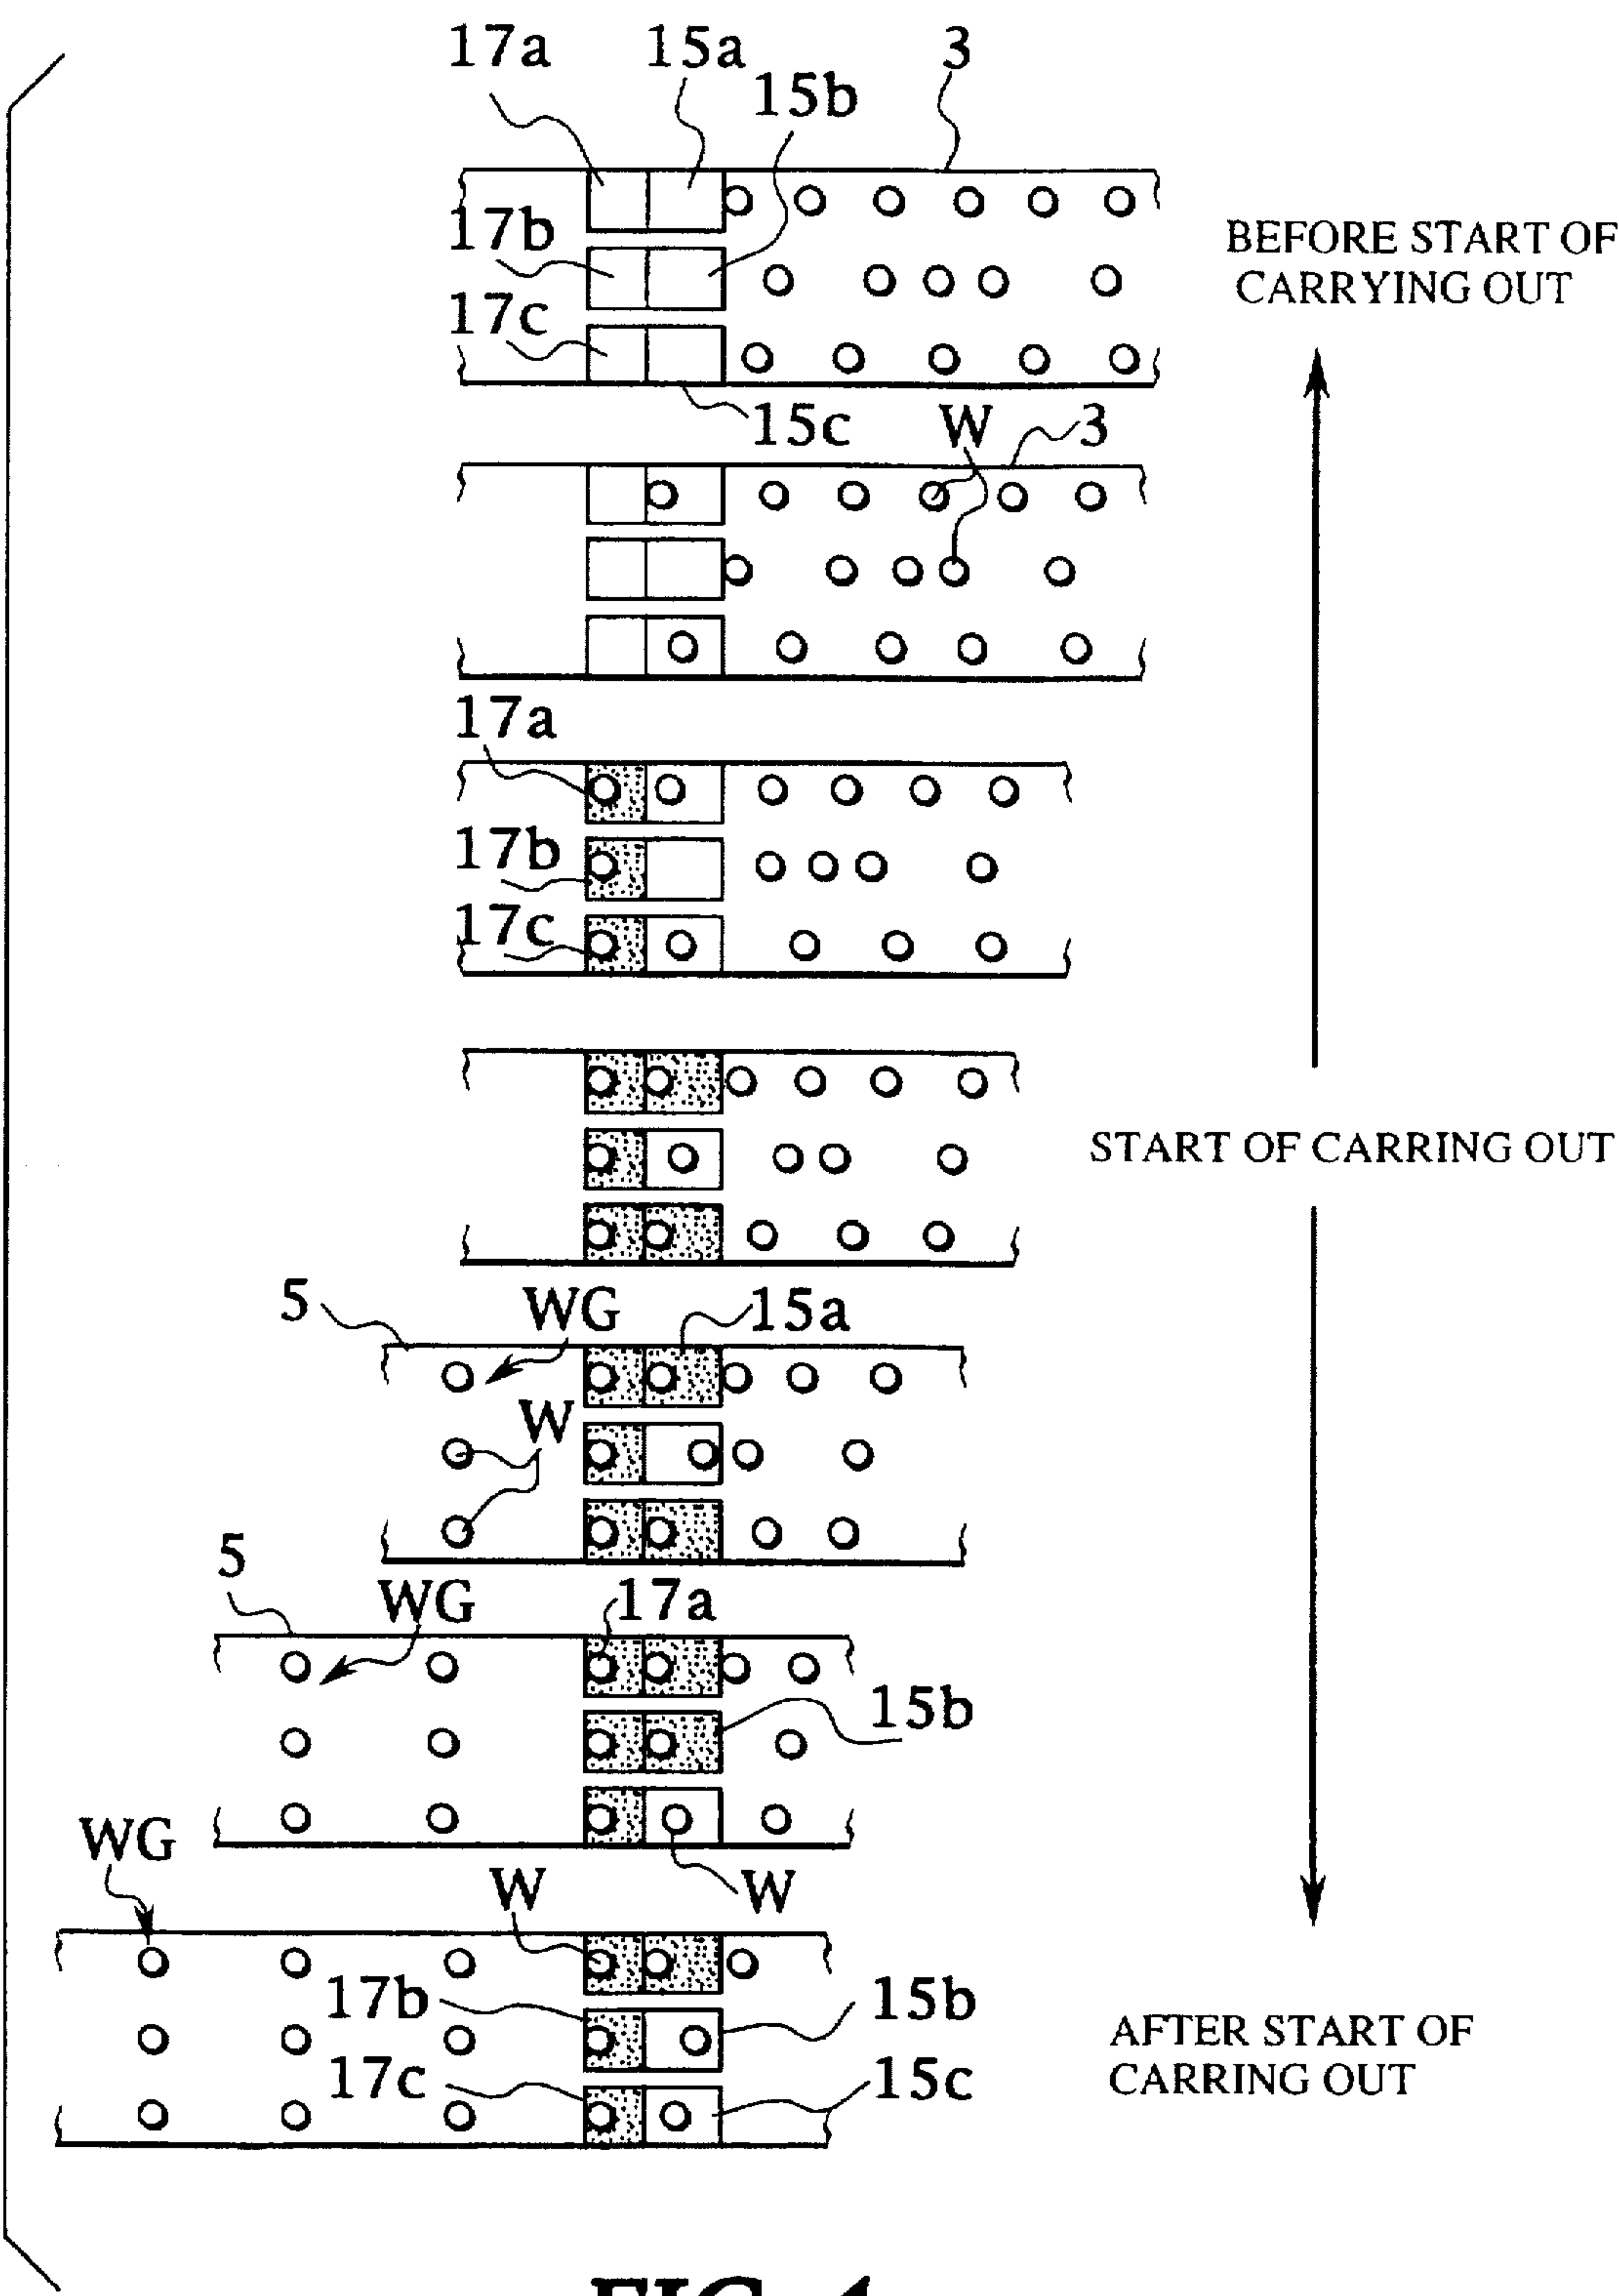 17a 15a 3
15b
17b
17c
BEFORE START OF
CARRYING OUT
15c W 3
17a
17b
17c
START OF CARRING OUT
5 WG 15a
W
5 WG 17a
15b
WG W W
17b 15b
17c 15c
AFTER START OF
CARRING OUT